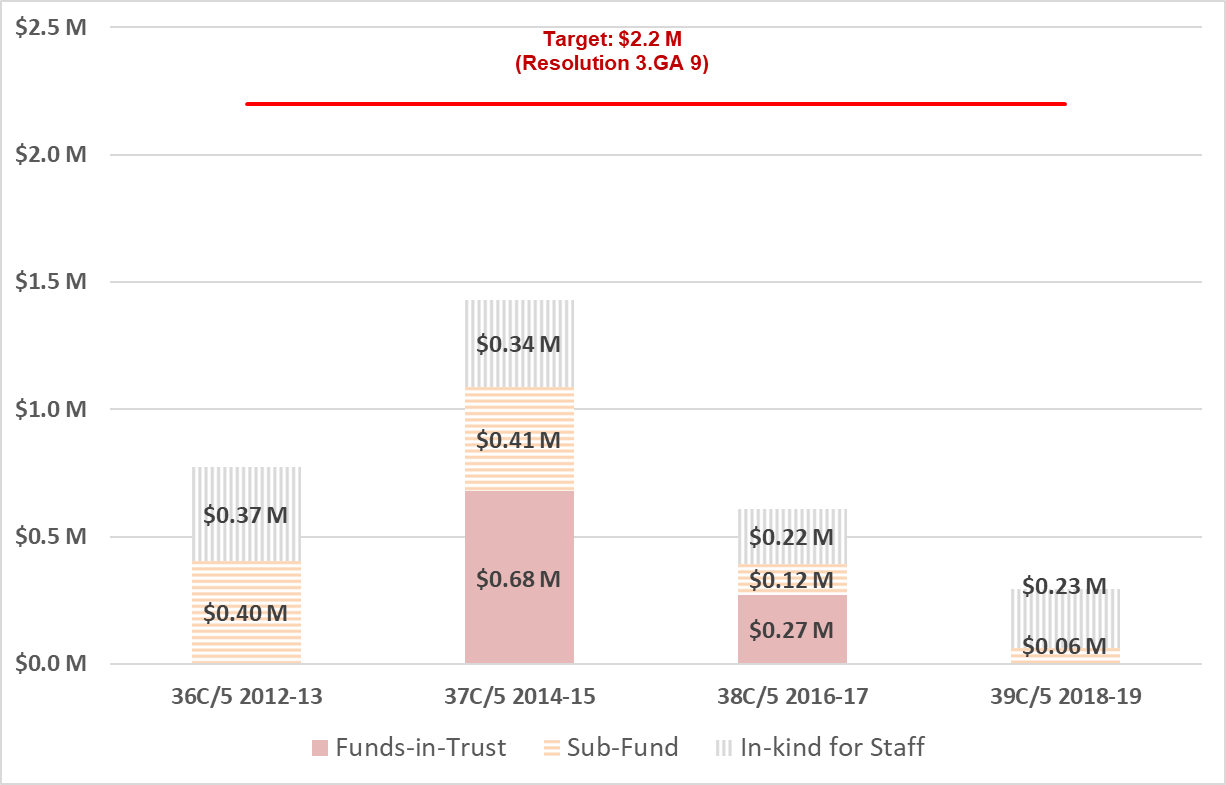 $2.5 M
Target: $2.2 M
(Resolution 3.GA 9)
$2.0 M
$1.5 M
$0.34 M
$1.0 M
$0.41 M
$0.5 M
$0.37 M
$0.22 M
$0.68 M
$0.12 M
$0.23 M
$0.40 M
$0.27 M
$0.06 M
$0.0 M
36C/5 2012-13 37C/5 2014-15 38C/5 2016-17 39C/5 2018-19
Funds-in-Trust Sub-Fund In-kind for Staff